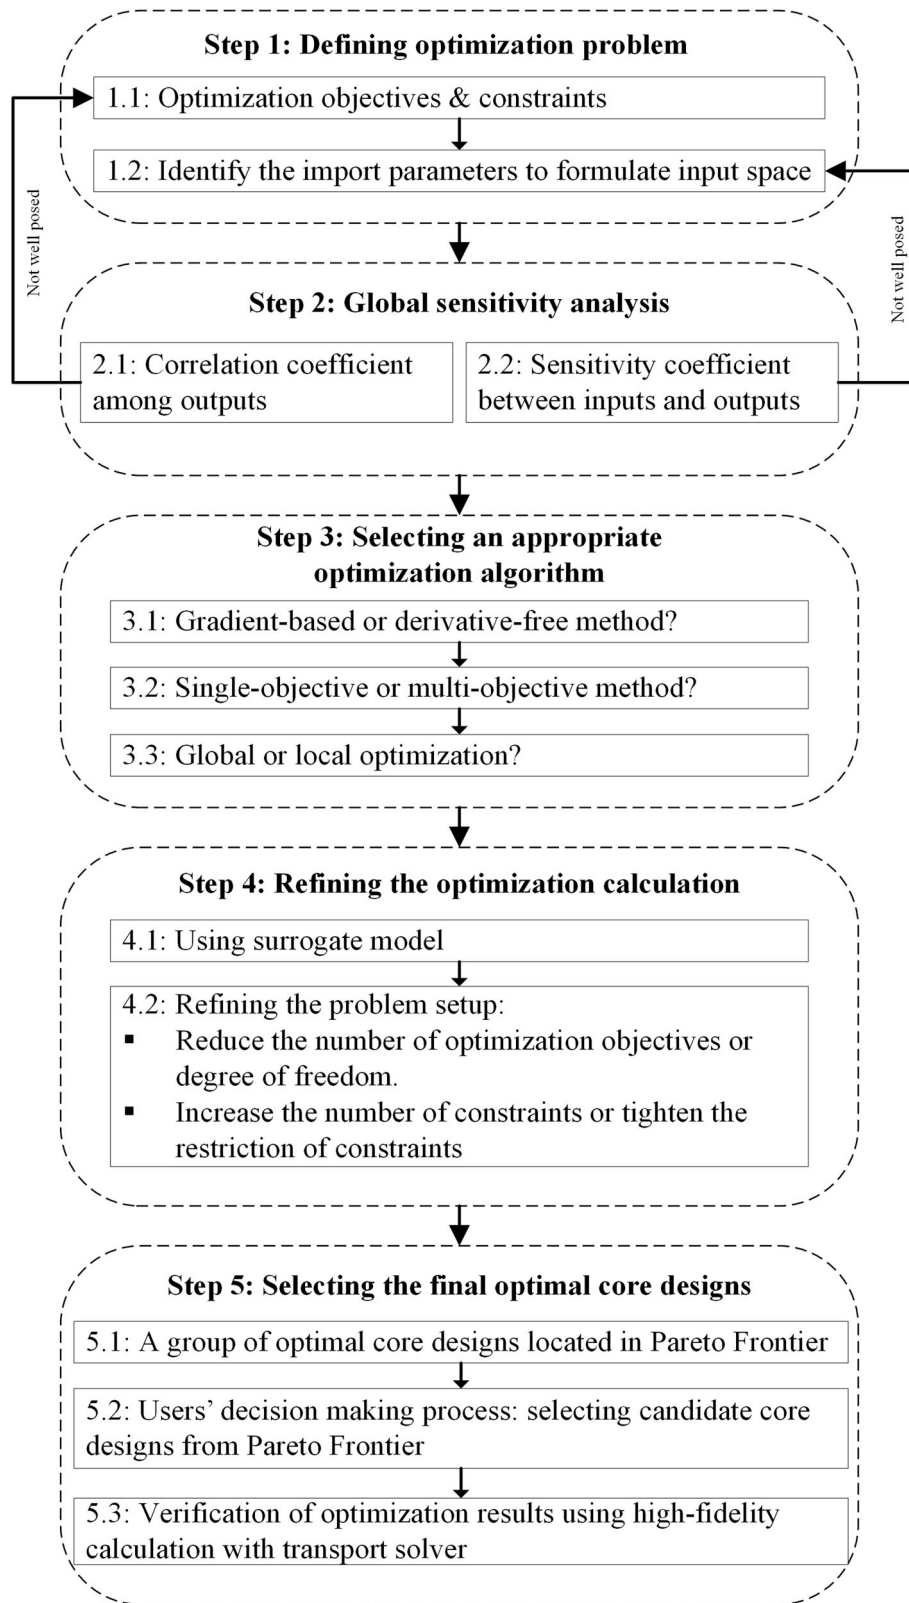 Step 1: Defining optimization problem
1.1: Optimization objectives & constraints
1.2: Identify the import parameters to formulate input space
Not well posed
Not well posed
Step 2: Global sensitivity analysis
2.1: Correlation coefficient
among outputs
2.2: Sensitivity coefficient
between inputs and outputs
Step 3: Selecting an appropriate
optimization algorithm
3.1: Gradient-based or derivative-free method?
3.2: Single-objective or multi-objective method?
3.3: Global or local optimization?
Step 4: Refining the optimization calculation
4.1: Using surrogate model
4.2: Refining the problem setup:
▪ Reduce the number of optimization objectives or
degree of freedom.
▪ Increase the number of constraints or tighten the
restriction of constraints
Step 5: Selecting the final optimal core designs
5.1: A group of optimal core designs located in Pareto Frontier
5.2: Users’ decision making process: selecting candidate core
designs from Pareto Frontier
5.3: Verification of optimization results using high-fidelity
calculation with transport solver